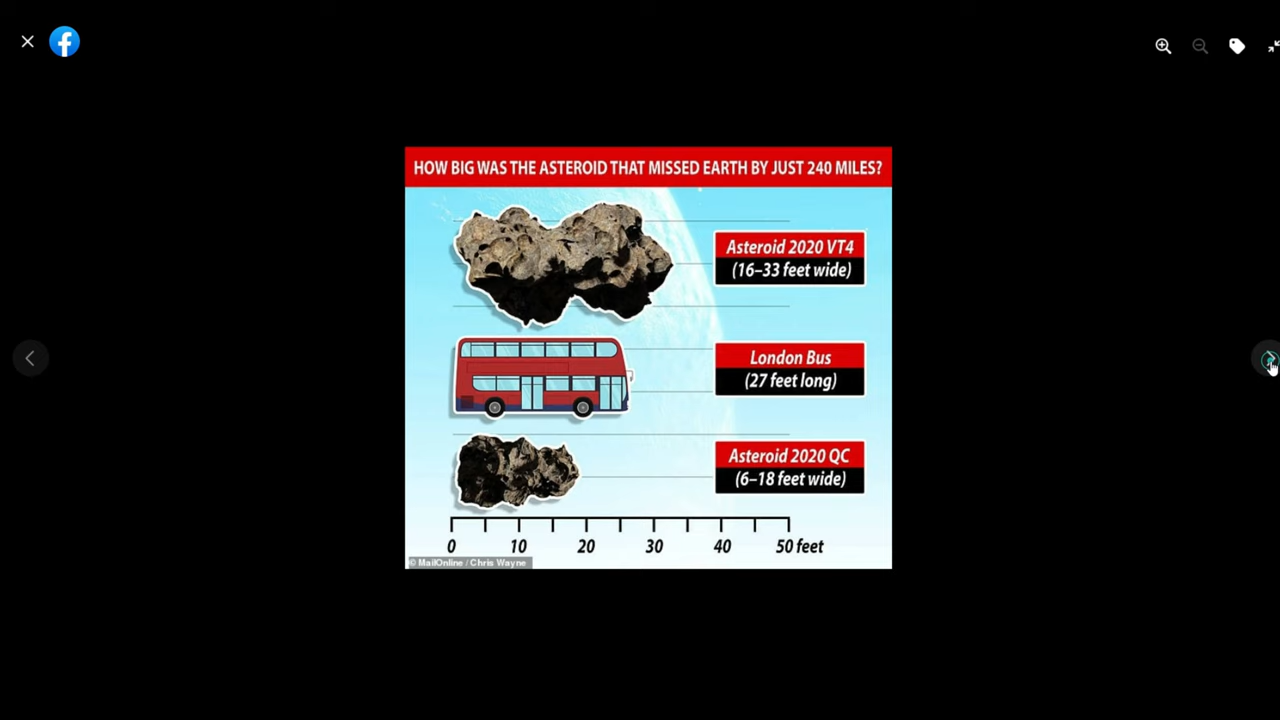 HOW BIG WAS THE ASTEROID THAT MISSED EARTH BY JUST 240 MILES?
Asteroid 2020 VT4
(16–33 feet wide)
London Bus
(27 feet long)
Asteroid 2020 QC
(6–18 feet wide)
0 10 20 30 40 50 feet
© MailOnline / Chris Wayne